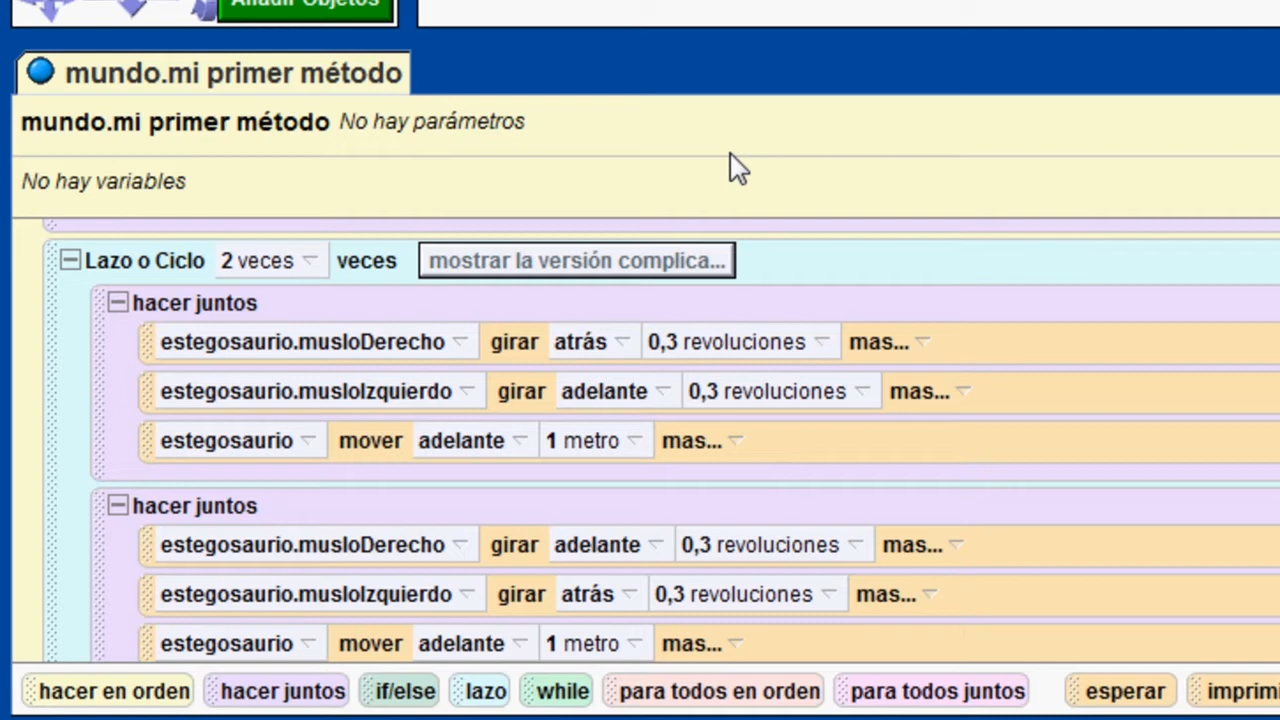 Añadir Objetos
mundo.mi primer método
mundo.mi primer método No hay parámetros
No hay variables
Lazo o Ciclo 2 veces veces mostrar la versión complica...
hacer juntos
estegosaurio.musloDerecho girar atrás 0,3 revoluciones mas...
estegosaurio.musloIzquierdo girar adelante 0,3 revoluciones mas...
estegosaurio mover adelante 1 metro mas...
hacer juntos
estegosaurio.musloDerecho girar adelante 0,3 revoluciones mas...
estegosaurio.musloIzquierdo girar atrás 0,3 revoluciones mas...
estegosaurio mover adelante 1 metro mas...
hacer en orden hacer juntos if/else lazo while para todos en orden para todos juntos esperar imprimi